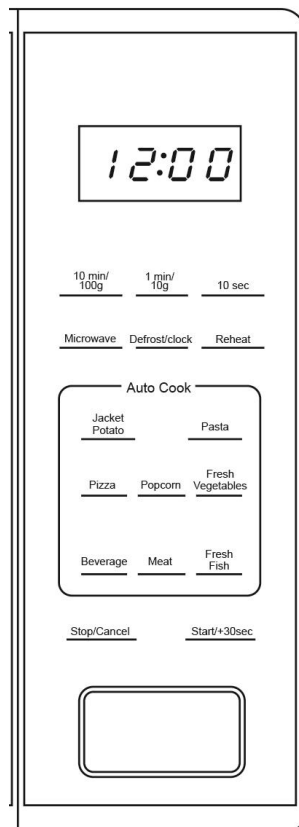 12:00
10 min/
100g
1 min/
10g
10 sec
Microwave
Defrost/clock
Reheat
Auto Cook
Jacket
Potato
Pasta
Pizza
Popcorn
Fresh
Vegetables
Beverage
Meat
Fresh
Fish
Stop/Cancel
Start/+30sec